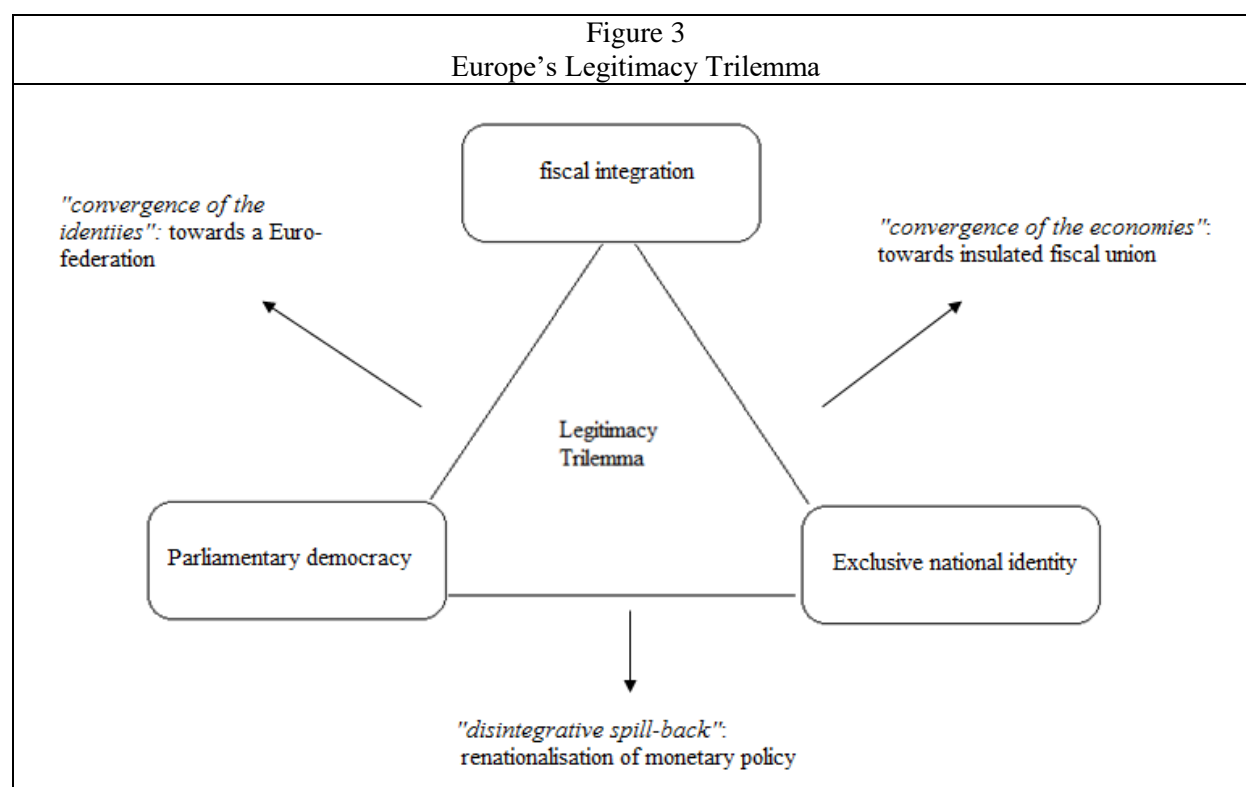 Figure 3
Europe's Legitimacy Trilemma
fiscal integration
"convergence of the
identiies": towards a Euro-
federation
"convergence of the economies":
towards insulated fiscal union
Legitimacy
Trilemma
Parliamentary democracy
Exclusive national identity
"disintegrative spill-back":
renationalisation of monetary policy